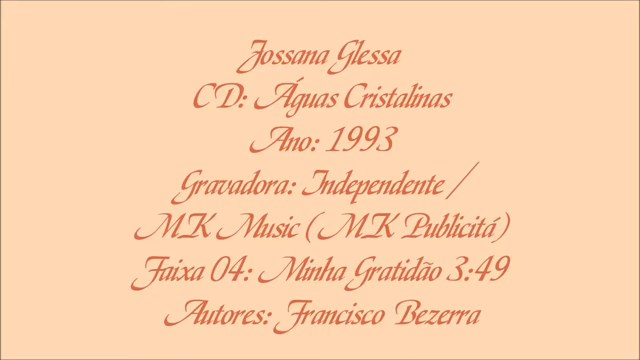 Jossana Glessa
CD: Águas Cristalinas
Ano: 1993
Gravadora: Independente /
MK Music (MK Publicitá)
Faixa 04: Minha Gratidão 3:49
Autores: Francisco Bezerra